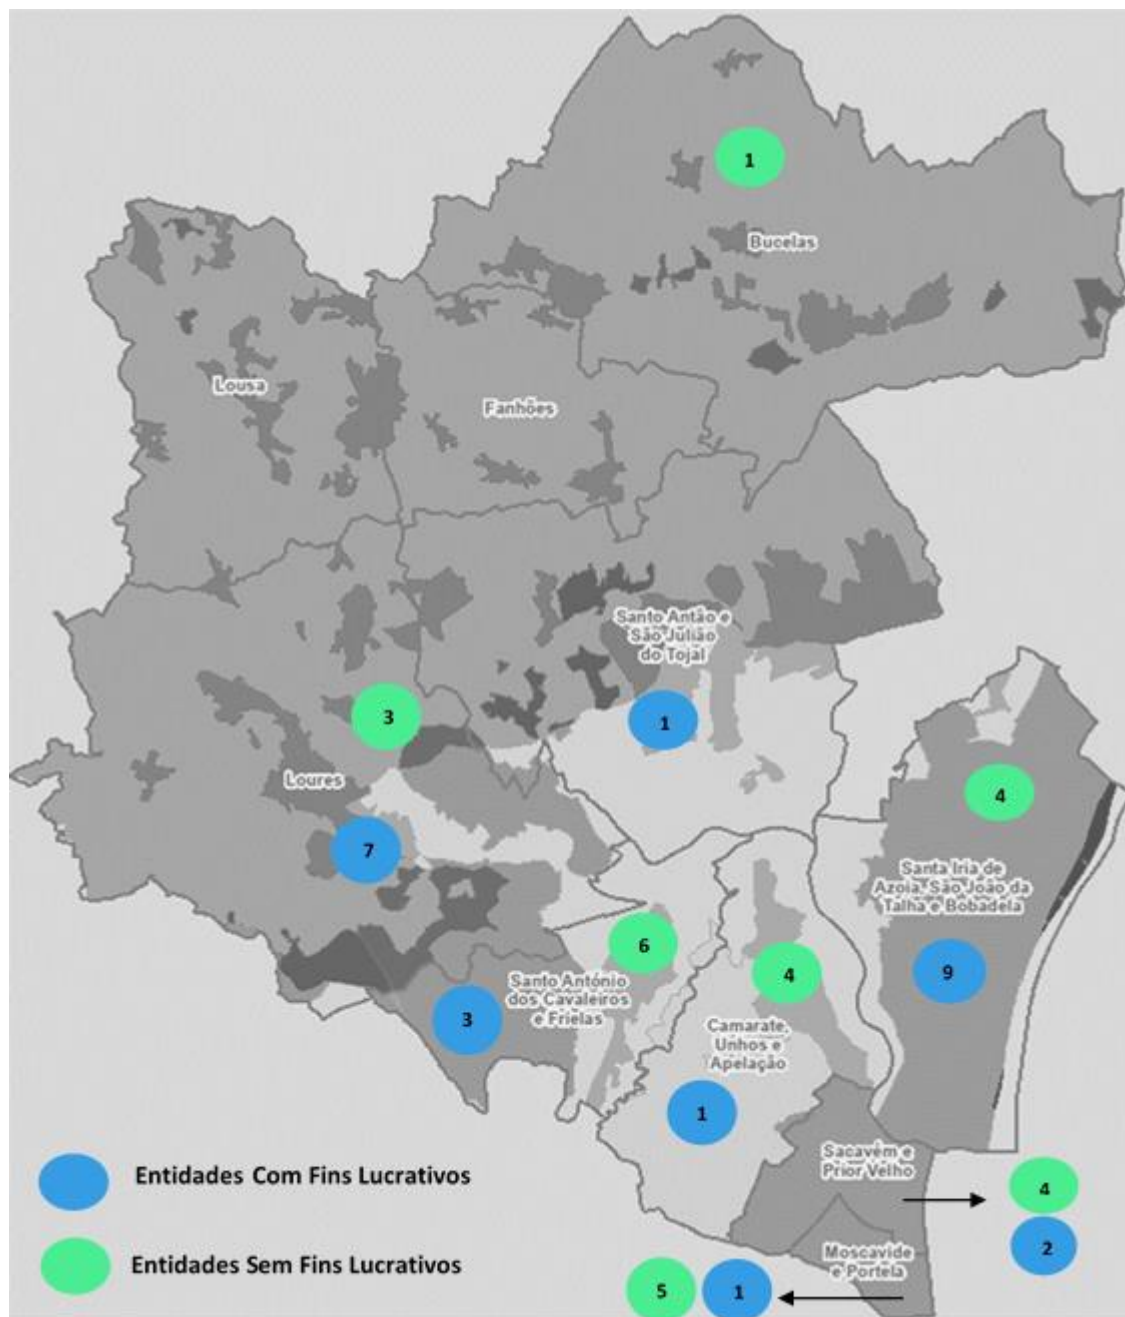 1
Bucelas
Lousa
Fanhões
Santo Antão e
São Julião
do Tojal
3
1
Loures
4
7
Santa Iria de
Azoia, São João da
Talha e Bobadela
6
4
9
Santo António
dos Cavaleiros
e Frielas
3
Camarate,
Unhos e
Apelação
1
Sacavém e
Prior Velho
Entidades Com Fins Lucrativos
4
2
Moscavide
e Portela
Entidades Sem Fins Lucrativos
5
1